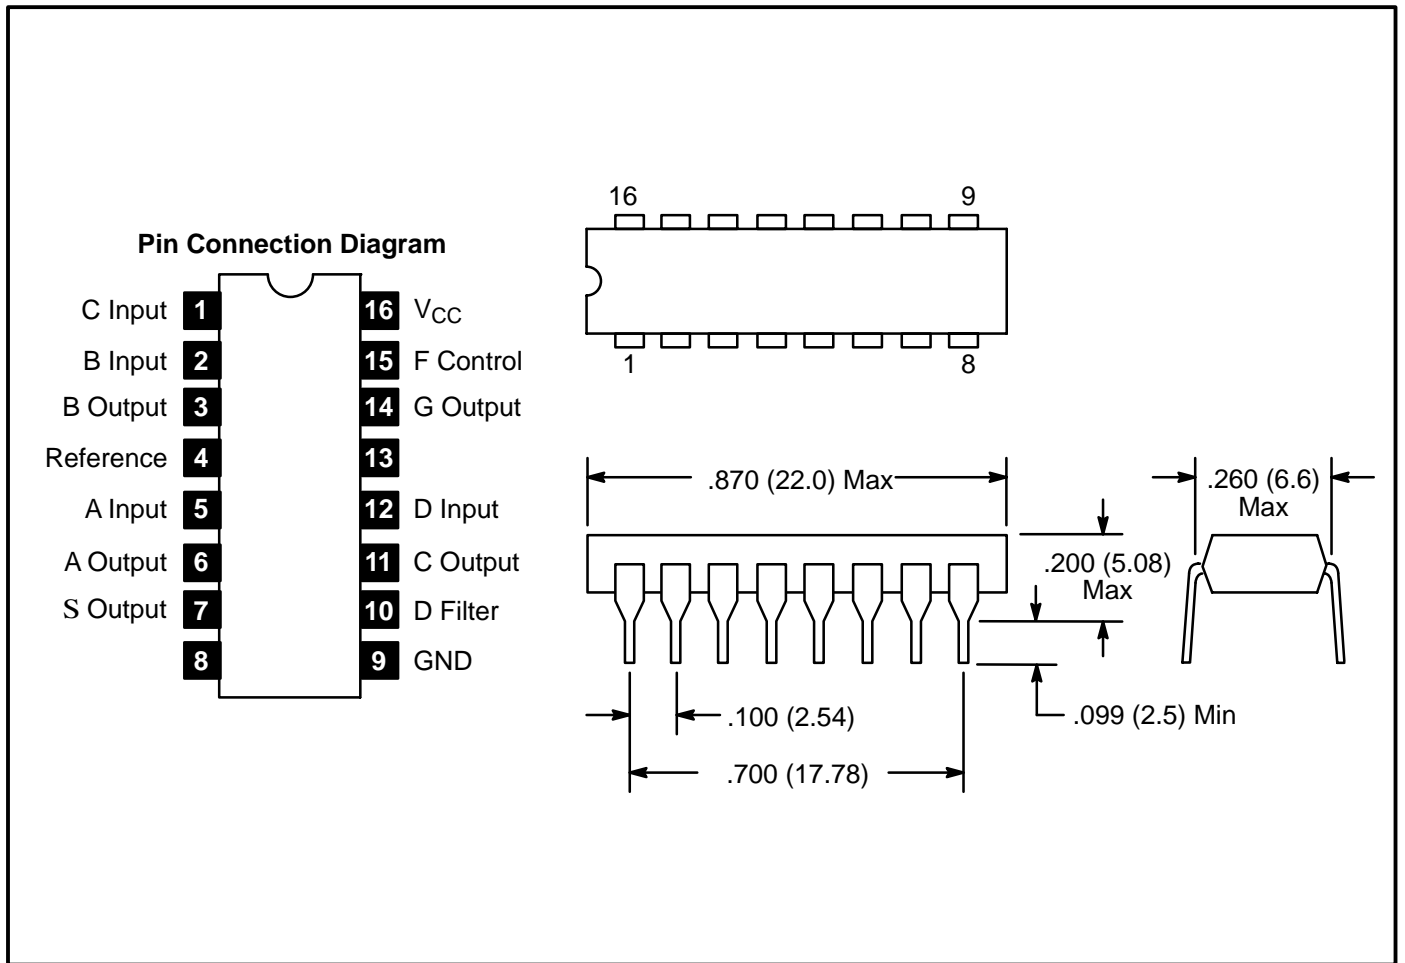 Pin Connection Diagram
C Input 1
B Input 2
B Output 3
Reference 4
A Input 5
A Output 6
S Output 7
8
16 VCC
15 F Control
14 G Output
13
12 D Input
11 C Output
10 D Filter
9 GND
16 9
1 8
.870 (22.0) Max
.260 (6.6)
Max
.200 (5.08)
Max
.100 (2.54)
.099 (2.5) Min
.700 (17.78)